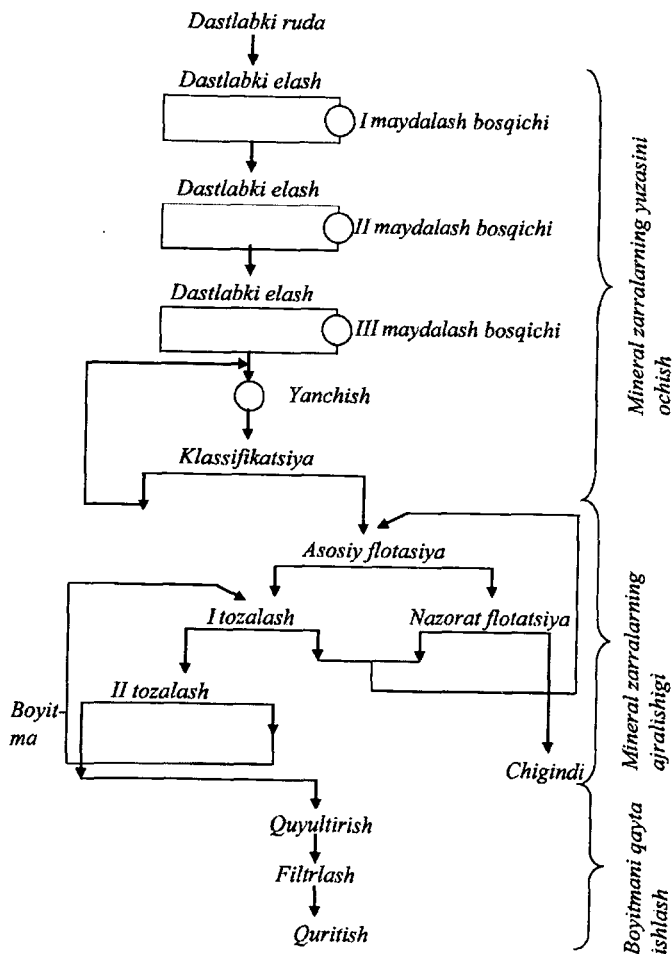 Dastlabki ruda
Dastlabki elash
I maydalash bosqichi
Dastlabki elash
II maydalash bosqichi
Dastlabki elash
III maydalash bosqichi
Yanchish
Klassifikatsiya
Mineral zarralarning yuzasini
ochish
Asosiy flotasiya
I tozalash
Nazorat flotatsiya
II tozalash
Boyit-
ma
Chigindi
Mineral zarralarning
ajralishigi
Quyultirish
Filtrlash
Quritish
Boyitmani qayta
ishlash